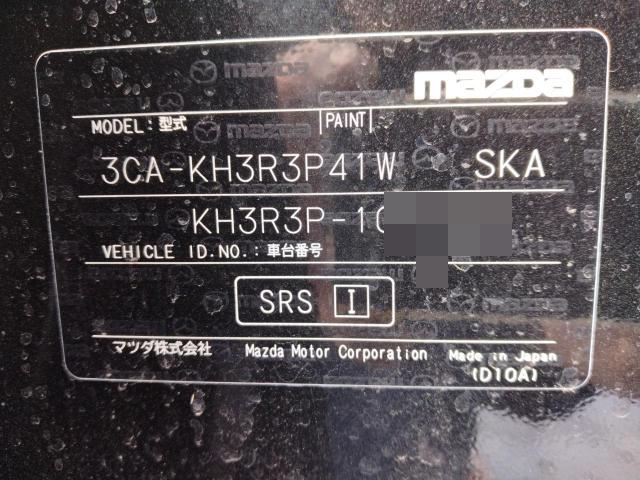 mazda
MODEL: 型式 PAINT
3CA-KH3R3P41W SKA
KH3R3P-10
VEHICLE ID.NO.: 車台番号
SRS I
マツダ株式会社 Mazda Motor Corporation Made in Japan
(D10A)